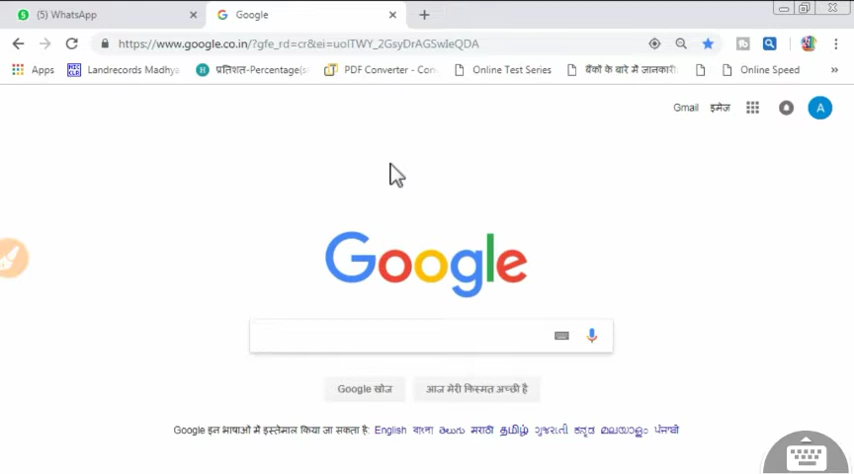 (5) WhatsApp
Google
https://www.google.co.in/?gfe_rd=cr&ei=uoITWY_2GsyDrAGSwIeQDA
Apps Landrecords Madhya प्रतिशत-Percentage(s PDF Converter - Con Online Test Series बैंकों के बारे में जानकारी Online Speed »
Gmail इमेज A
Google
Google खोज आज मेरी किस्मत अच्छी है
Google इन भाषाओं में इस्तेमाल किया जा सकता है: English বাংলা తెలుగు मराठी தமிழ் ગુજરાતી ಕನ್ನಡ മലയാളം ਪੰਜਾਬੀ